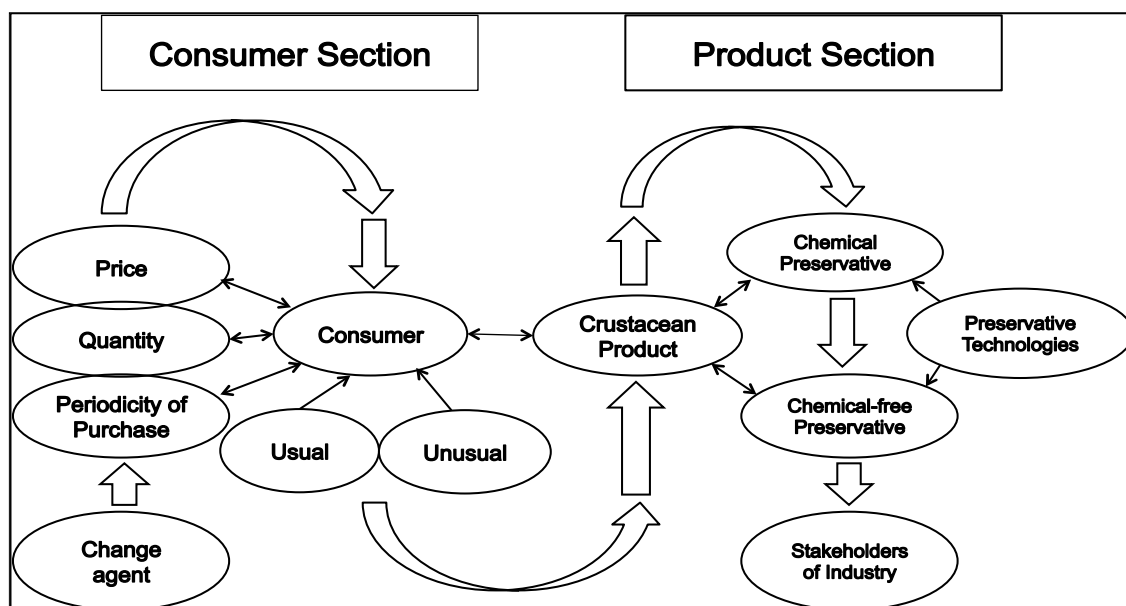 Consumer Section
Product Section
Price
Quantity
Periodicity of
Purchase
Change
agent
Consumer
Usual
Unusual
Crustacean
Product
Chemical
Preservative
Preservative
Technologies
Chemical-free
Preservative
Stakeholders
of Industry